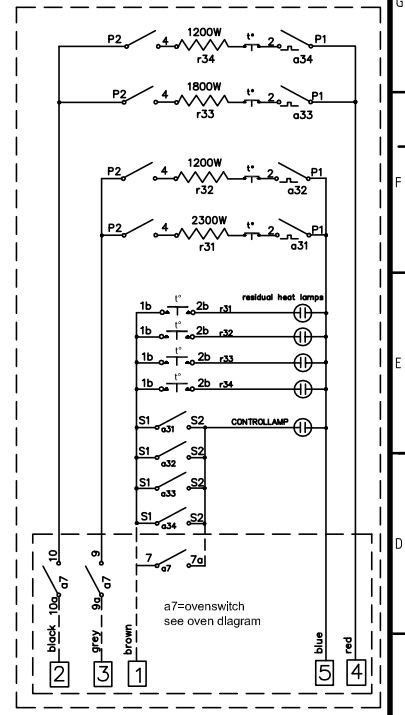 G
1200W
P2 4 t° 2 P1
r34 a34
1800W
P2 4 t° 2 P1
r33 a33
F
1200W
P2 4 t° 2 P1
r32 a32
2300W
P2 4 t° 2 P1
r31 a31
residual heat lamps
t°
1b 2b r31
t°
1b 2b r32
t°
1b 2b r33
E
t°
1b 2b r34
S1 S2 CONTROLLAMP
a31
S1 S2
a32
S1 S2
a33
S1 S2
a34
D
10 9 7 7a
a7 a7 a7
10a 9a
a7=ovenswitch
see oven diagram
black grey brown blue red
2 3 1 5 4